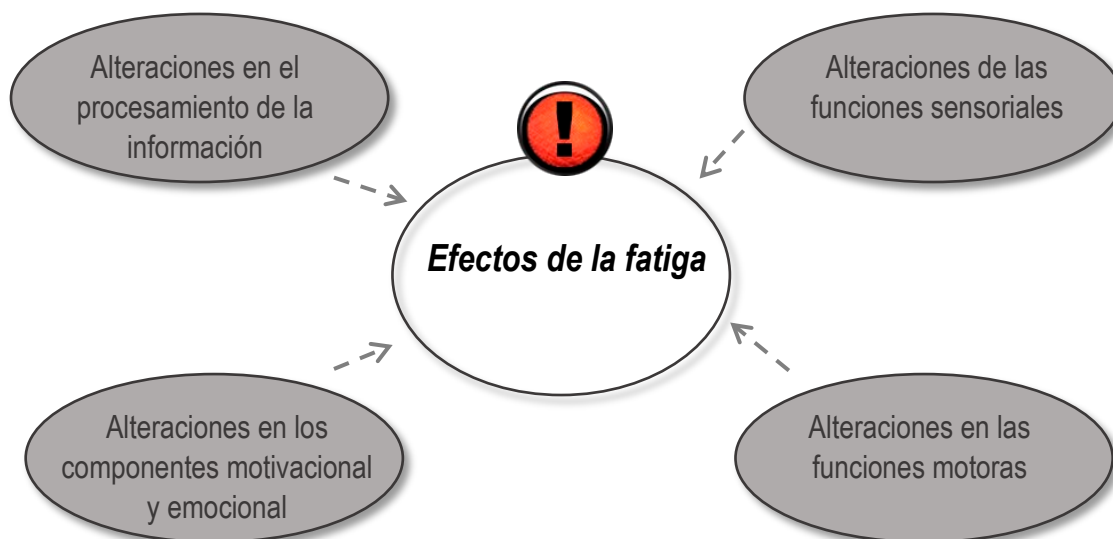 Alteraciones en el
procesamiento de la
información
Alteraciones de las
funciones sensoriales
!
Efectos de la fatiga
Alteraciones en los
componentes motivacional
y emocional
Alteraciones en las
funciones motoras